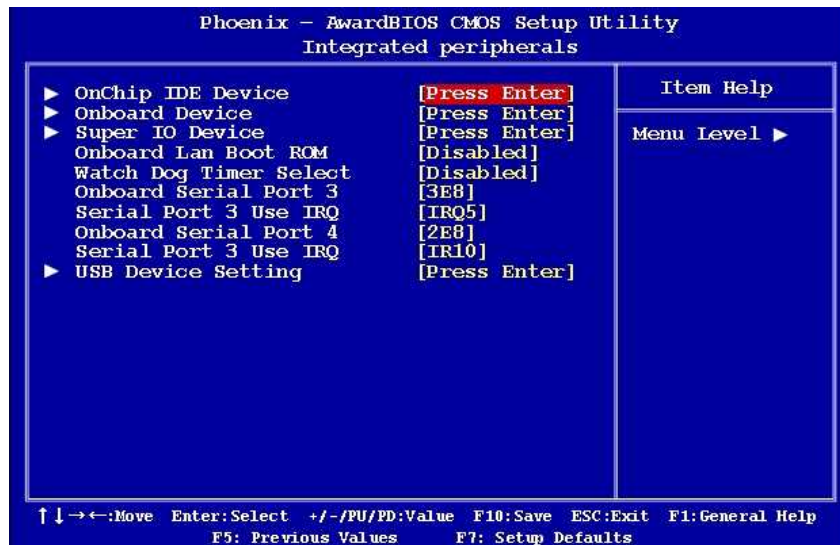 Phoenix – AwardBIOS CMOS Setup Utility
Integrated peripherals
▶ OnChip IDE Device [Press Enter]
▶ Onboard Device [Press Enter]
▶ Super IO Device [Press Enter]
Onboard Lan Boot ROM [Disabled]
Watch Dog Timer Select [Disabled]
Onboard Serial Port 3 [3E8]
Serial Port 3 Use IRQ [IRQ5]
Onboard Serial Port 4 [2E8]
Serial Port 3 Use IRQ [IR10]
▶ USB Device Setting [Press Enter]
Item Help
Menu Level ▶
↑↓→←:Move Enter:Select +/-/PU/PD:Value F10:Save ESC:Exit F1:General Help
F5: Previous Values F7: Setup Defaults